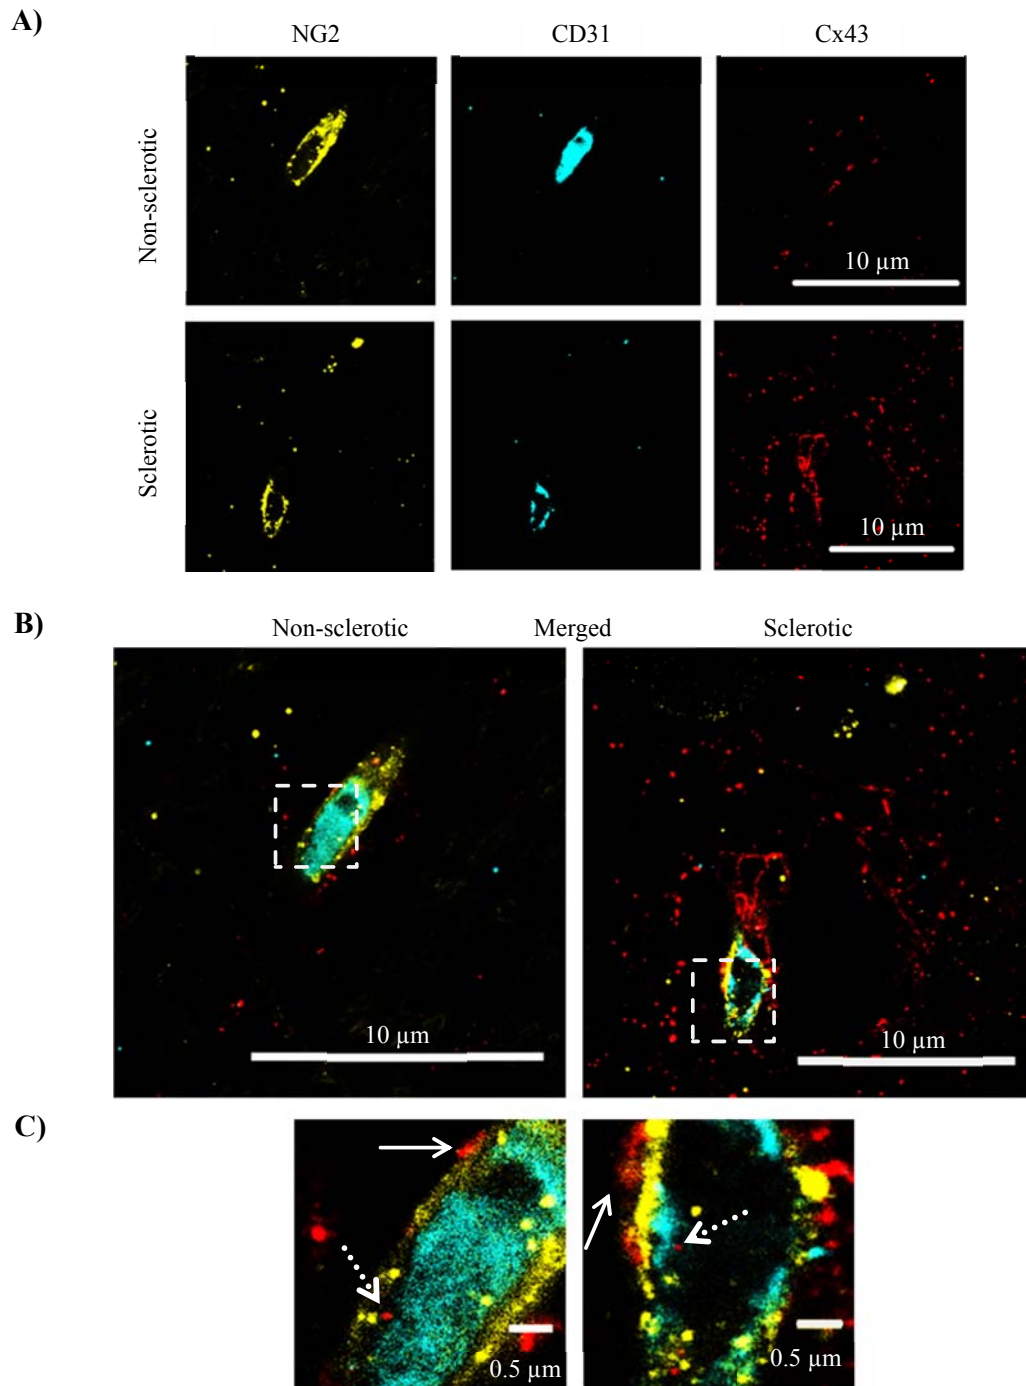 A)
NG2 CD31 Cx43
Non-sclerotic
10 µm
Sclerotic
10 µm
B)
Non-sclerotic Merged Sclerotic
10 µm
10 µm
C)
0.5 µm
0.5 µm